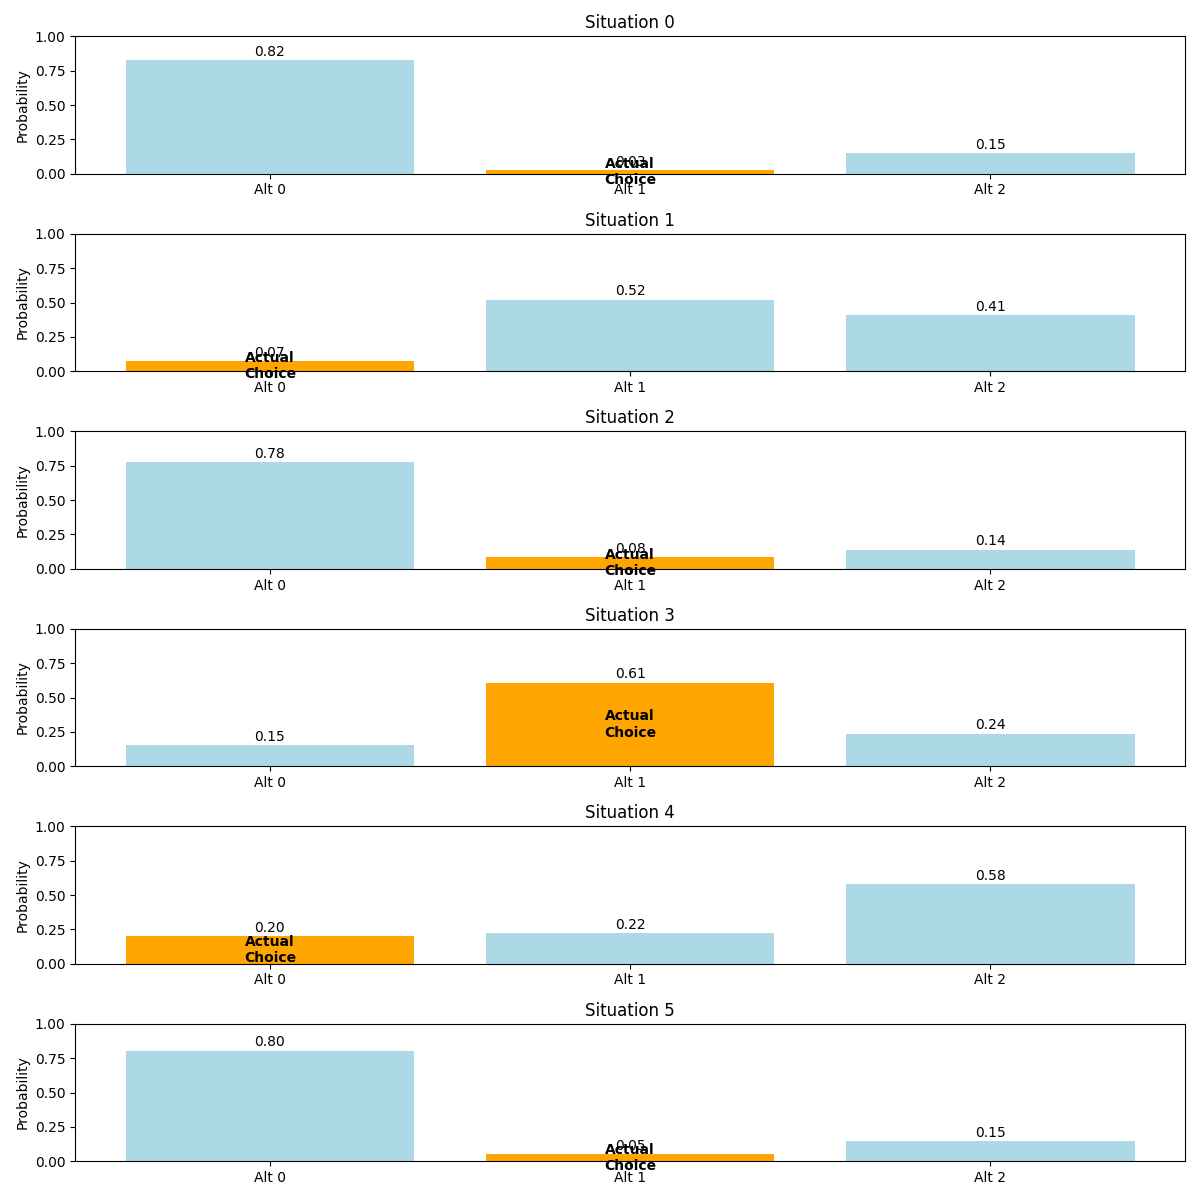 Situation 0
1.00
0.75
0.50
0.25
0.00
Probability
0.82
0.03
0.15
Actual
Choice
Alt 0
Alt 1
Alt 2
Situation 1
1.00
0.75
0.50
0.25
0.00
Probability
0.07
0.52
0.41
Actual
Choice
Alt 0
Alt 1
Alt 2
Situation 2
1.00
0.75
0.50
0.25
0.00
Probability
0.78
0.08
0.14
Actual
Choice
Alt 0
Alt 1
Alt 2
Situation 3
1.00
0.75
0.50
0.25
0.00
Probability
0.15
0.61
0.24
Actual
Choice
Alt 0
Alt 1
Alt 2
Situation 4
1.00
0.75
0.50
0.25
0.00
Probability
0.20
0.22
0.58
Actual
Choice
Alt 0
Alt 1
Alt 2
Situation 5
1.00
0.75
0.50
0.25
0.00
Probability
0.80
0.05
0.15
Actual
Choice
Alt 0
Alt 1
Alt 2